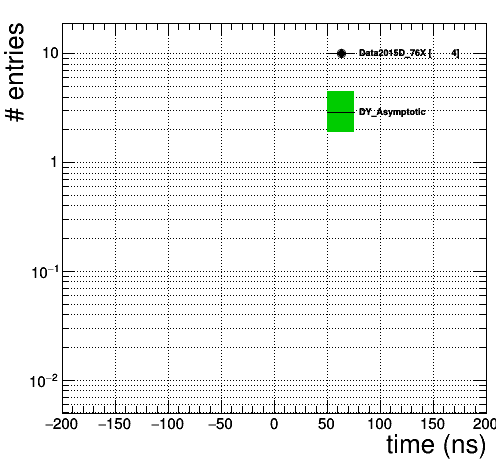 # entries
10
1
10⁻¹
10⁻²
Data2015D_76X [ 4]
DY_Asymptotic
−200 −150 −100 −50 0 50 100 150 200
time (ns)